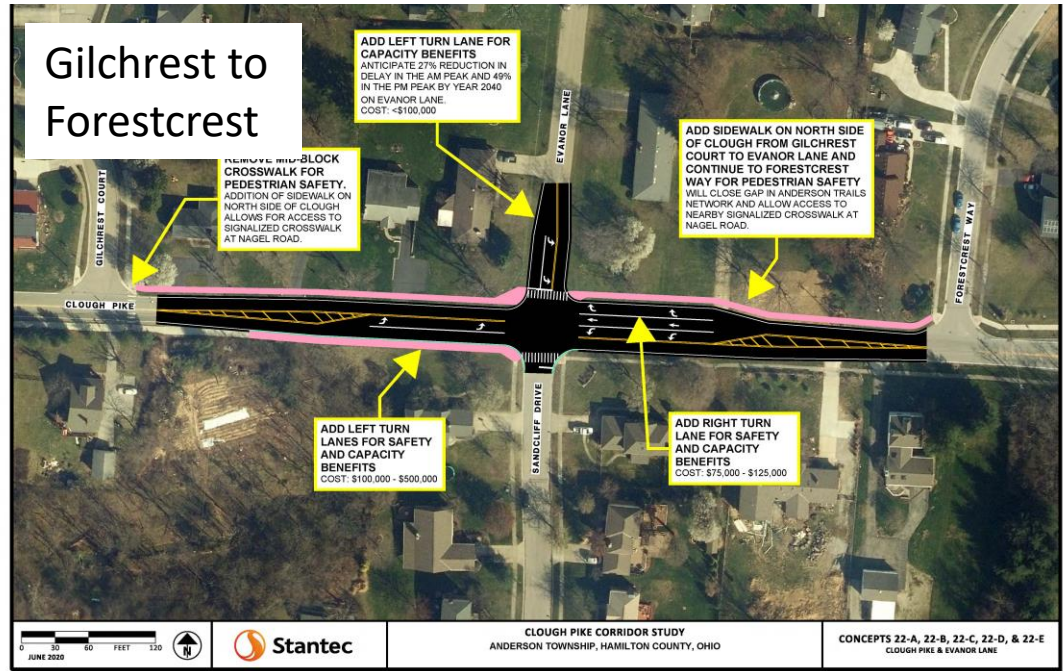 Gilchrest to
Forestcrest
ADD LEFT TURN LANE FOR
CAPACITY BENEFITS
ANTICIPATE 27% REDUCTION IN
DELAY IN THE AM PEAK AND 49%
IN THE PM PEAK BY YEAR 2040
ON EVANOR LANE.
COST: <$100,000
REMOVE MID-BLOCK
CROSSWALK FOR
PEDESTRIAN SAFETY.
ADDITION OF SIDEWALK ON
NORTH SIDE OF CLOUGH
ALLOWS FOR ACCESS TO
SIGNALIZED CROSSWALK
AT NAGEL ROAD.
ADD SIDEWALK ON NORTH SIDE
OF CLOUGH FROM GILCHREST
COURT TO EVANOR LANE AND
CONTINUE TO FORESTCREST
WAY FOR PEDESTRIAN SAFETY
WILL CLOSE GAP IN ANDERSON TRAILS
NETWORK AND ALLOW ACCESS TO
NEARBY SIGNALIZED CROSSWALK AT
NAGEL ROAD.
GILCHREST COURT
EVANOR LANE
FORESTCREST WAY
CLOUGH PIKE
SANDCLIFF DRIVE
ADD LEFT TURN
LANES FOR SAFETY
AND CAPACITY
BENEFITS
COST: $100,000 - $500,000
ADD RIGHT TURN
LANE FOR SAFETY
AND CAPACITY
BENEFITS
COST: $75,000 - $125,000
0 30 60 FEET 120
JUNE 2020
N
Stantec
CLOUGH PIKE CORRIDOR STUDY
ANDERSON TOWNSHIP, HAMILTON COUNTY, OHIO
CONCEPTS 22-A, 22-B, 22-C, 22-D, & 22-E
CLOUGH PIKE & EVANOR LANE